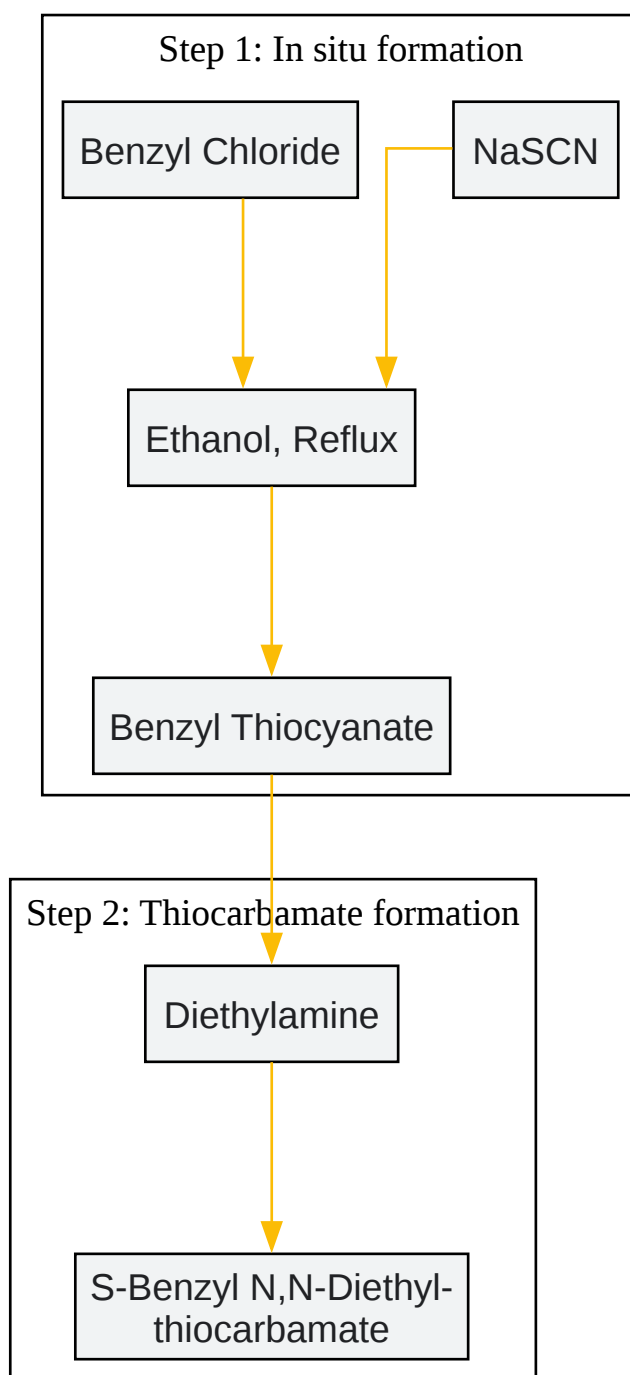 Step 1: In situ formation
Benzyl Chloride
NaSCN
Ethanol, Reflux
Benzyl Thiocyanate
Step 2: Thiocarbamate formation
Diethylamine
S-Benzyl N,N-Diethyl-
thiocarbamate